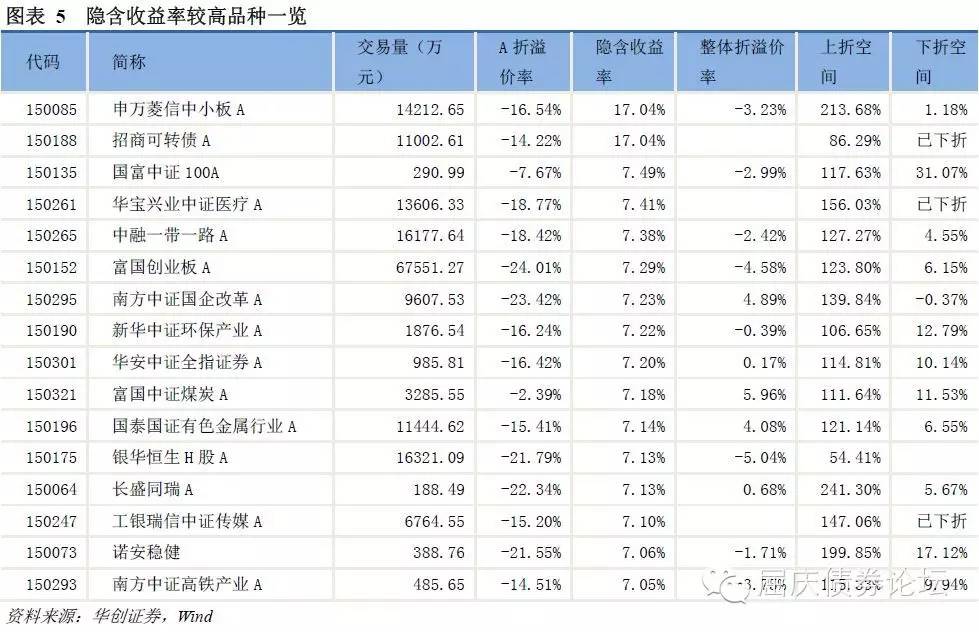 图表 5 隐含收益率较高品种一览
代码 简称 交易量（万元） A 折溢价率 隐含收益率 整体折溢价率 上折空间 下折空间
150085 申万菱信中小板 A 14212.65 -16.54% 17.04% -3.23% 213.68% 1.18%
150188 招商可转债 A 11002.61 -14.22% 17.04% 86.29% 已下折
150135 国富中证 100A 290.99 -7.67% 7.49% -2.99% 117.63% 31.07%
150261 华宝兴业中证医疗 A 13606.33 -18.77% 7.41% 156.03% 已下折
150265 中融一带一路 A 16177.64 -18.42% 7.38% -2.42% 127.27% 4.55%
150152 富国创业板 A 67551.27 -24.01% 7.29% -4.58% 123.80% 6.15%
150295 南方中证国企改革 A 9607.53 -23.42% 7.23% 4.89% 139.84% -0.37%
150190 新华中证环保产业 A 1876.54 -16.24% 7.22% -0.39% 106.65% 12.79%
150301 华安中证全指证券 A 985.81 -16.42% 7.20% 0.17% 114.81% 10.14%
150321 富国中证煤炭 A 3285.55 -2.39% 7.18% 5.96% 111.64% 11.53%
150196 国泰国证有色金属行业 A 11444.62 -15.41% 7.14% 4.08% 121.14% 6.55%
150175 银华恒生 H 股 A 16321.09 -21.79% 7.13% -5.04% 54.41%
150064 长盛同瑞 A 188.49 -22.34% 7.13% 0.68% 241.30% 5.67%
150247 工银瑞信中证传媒 A 6764.55 -15.20% 7.10% 147.06% 已下折
150073 诺安稳健 388.76 -21.55% 7.06% -1.71% 199.85% 17.12%
150293 南方中证高铁产业 A 485.65 -14.51% 7.05% 9.94%
屈庆债券论坛
资料来源：华创证券，Wind